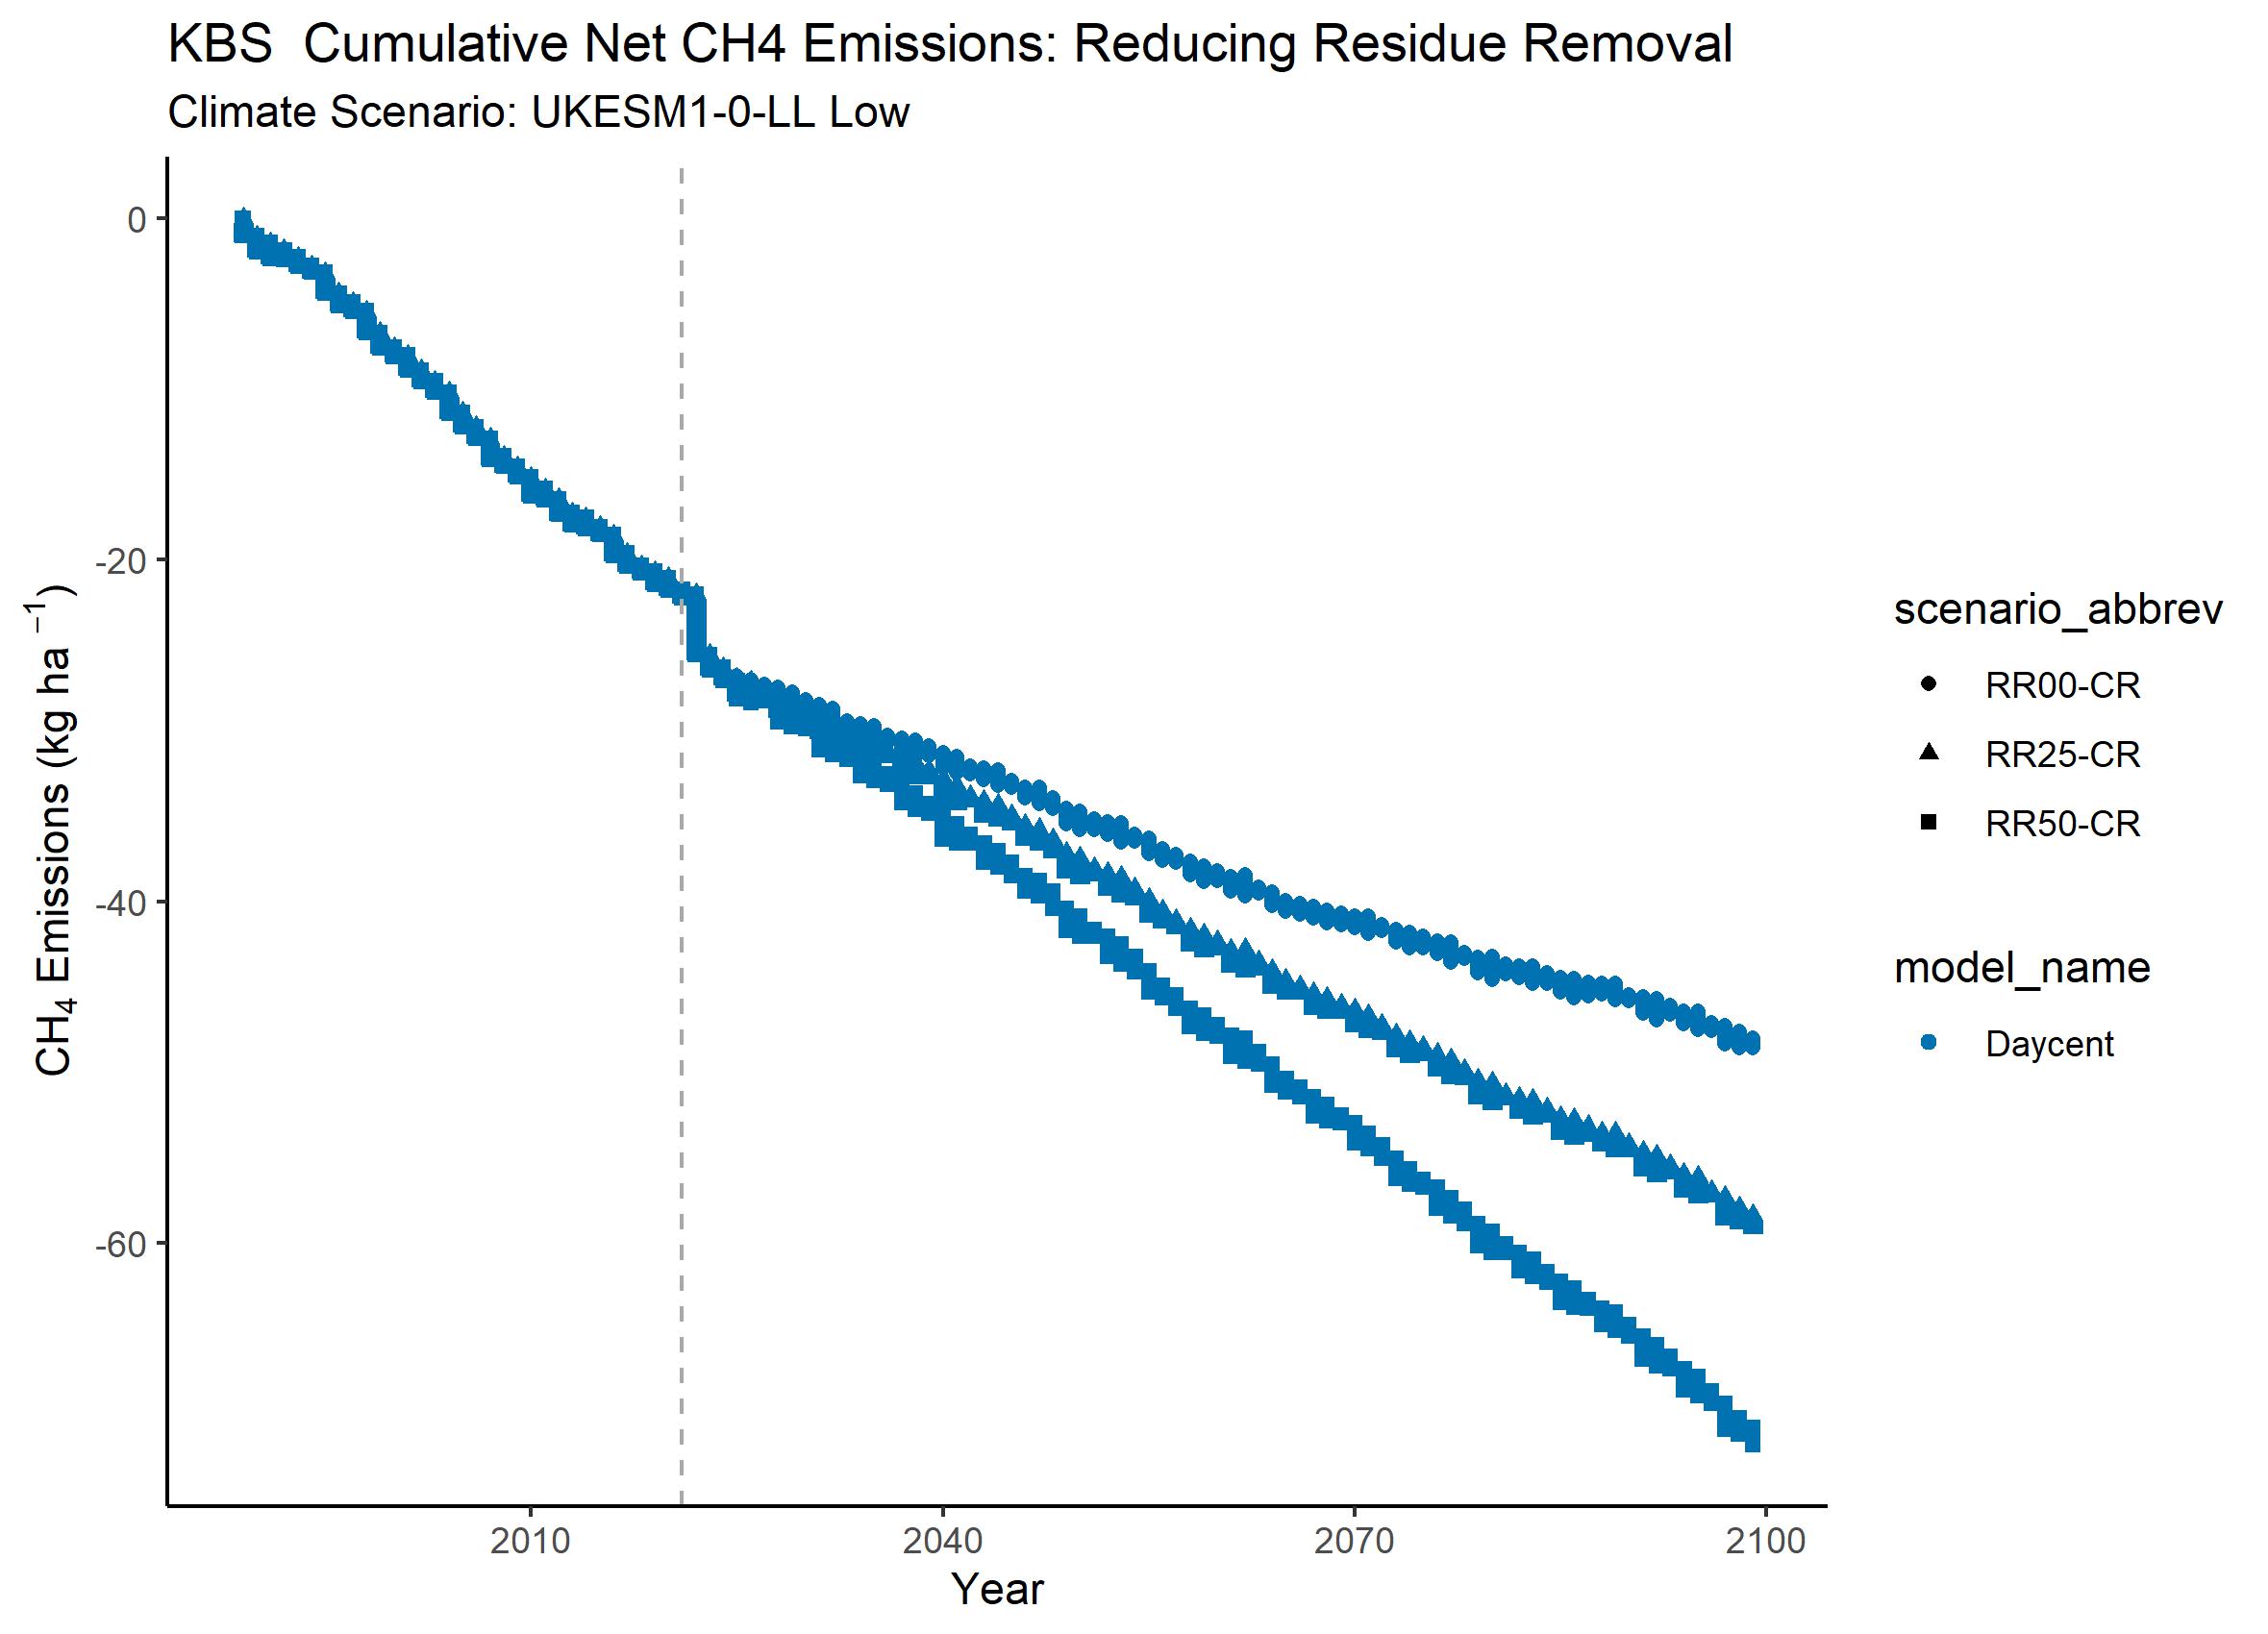 KBS  Cumulative Net CH4 Emissions: Reducing Residue Removal
Climate Scenario: UKESM1-0-LL Low
0
-20
-40
-60
CH₄ Emissions (kg ha ⁻¹)
2010
2040
2070
2100
Year
scenario_abbrev
RR00-CR
RR25-CR
RR50-CR
model_name
Daycent